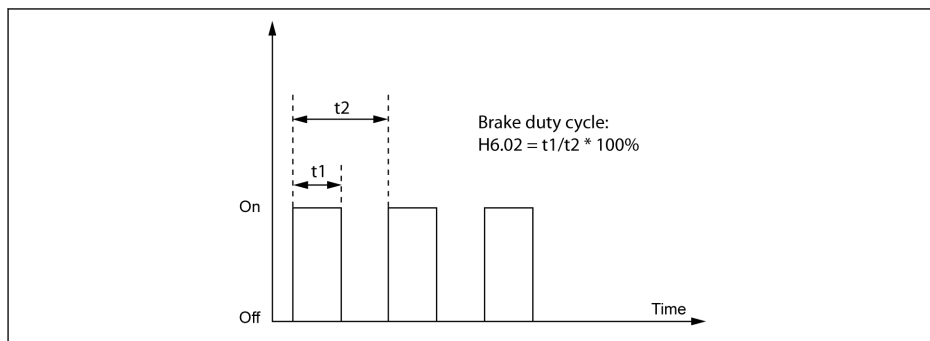 t2
Brake duty cycle:
H6.02 = t1/t2 * 100%
t1
On
Off
Time